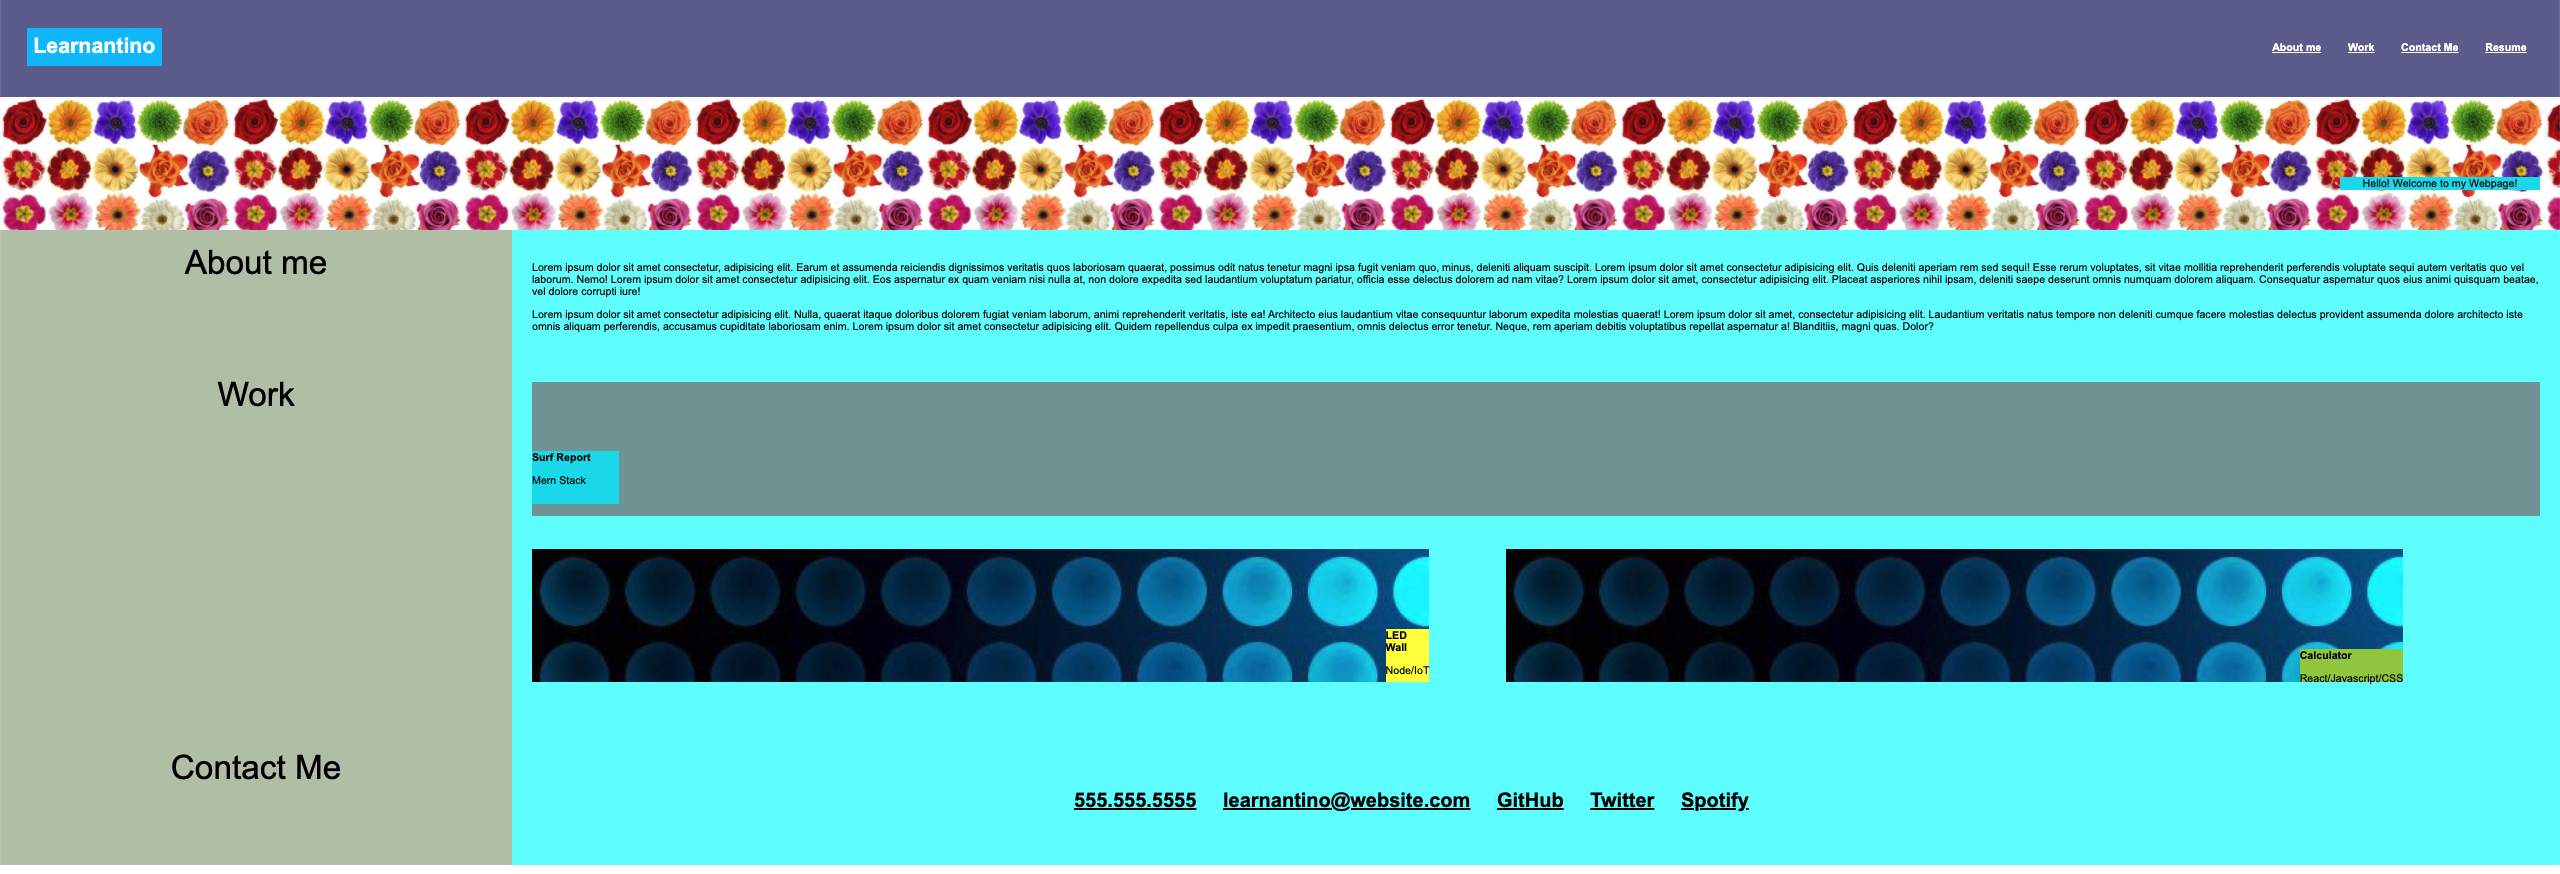 Learnantino
About me Work Contact Me Resume
Hello! Welcome to my Webpage!
About me
Lorem ipsum dolor sit amet consectetur, adipisicing elit. Earum et assumenda reiciendis dignissimos veritatis quos laboriosam quaerat, possimus odit natus tenetur magni ipsa fugit veniam quo, minus, deleniti aliquam suscipit. Lorem ipsum dolor sit amet consectetur adipisicing elit. Quis deleniti aperiam rem sed sequi! Esse rerum voluptates, sit vitae mollitia reprehenderit perferendis voluptate sequi autem veritatis quo vel
laborum. Nemo! Lorem ipsum dolor sit amet consectetur adipisicing elit. Eos aspernatur ex quam veniam nisi nulla at, non dolore expedita sed laudantium voluptatum pariatur, officia esse delectus dolorem ad nam vitae? Lorem ipsum dolor sit amet, consectetur adipisicing elit. Placeat asperiores nihil ipsam, deleniti saepe deserunt omnis numquam dolorem aliquam. Consequatur aspernatur quos eius animi quisquam beatae,
vel dolore corrupti iure!
Lorem ipsum dolor sit amet consectetur adipisicing elit. Nulla, quaerat itaque doloribus dolorem fugiat veniam laborum, animi reprehenderit veritatis, iste ea! Architecto eius laudantium vitae consequuntur laborum expedita molestias quaerat! Lorem ipsum dolor sit amet, consectetur adipisicing elit. Laudantium veritatis natus tempore non deleniti cumque facere molestias delectus provident assumenda dolore architecto iste
omnis aliquam perferendis, accusamus cupiditate laboriosam enim. Lorem ipsum dolor sit amet consectetur adipisicing elit. Quidem repellendus culpa ex impedit praesentium, omnis delectus error tenetur. Neque, rem aperiam debitis voluptatibus repellat aspernatur a! Blanditiis, magni quas. Dolor?
Work
Surf Report
Mern Stack
LED
Wall
Node/IoT
Calculator
React/Javascript/CSS
Contact Me
555.555.5555 learnantino@website.com GitHub Twitter Spotify